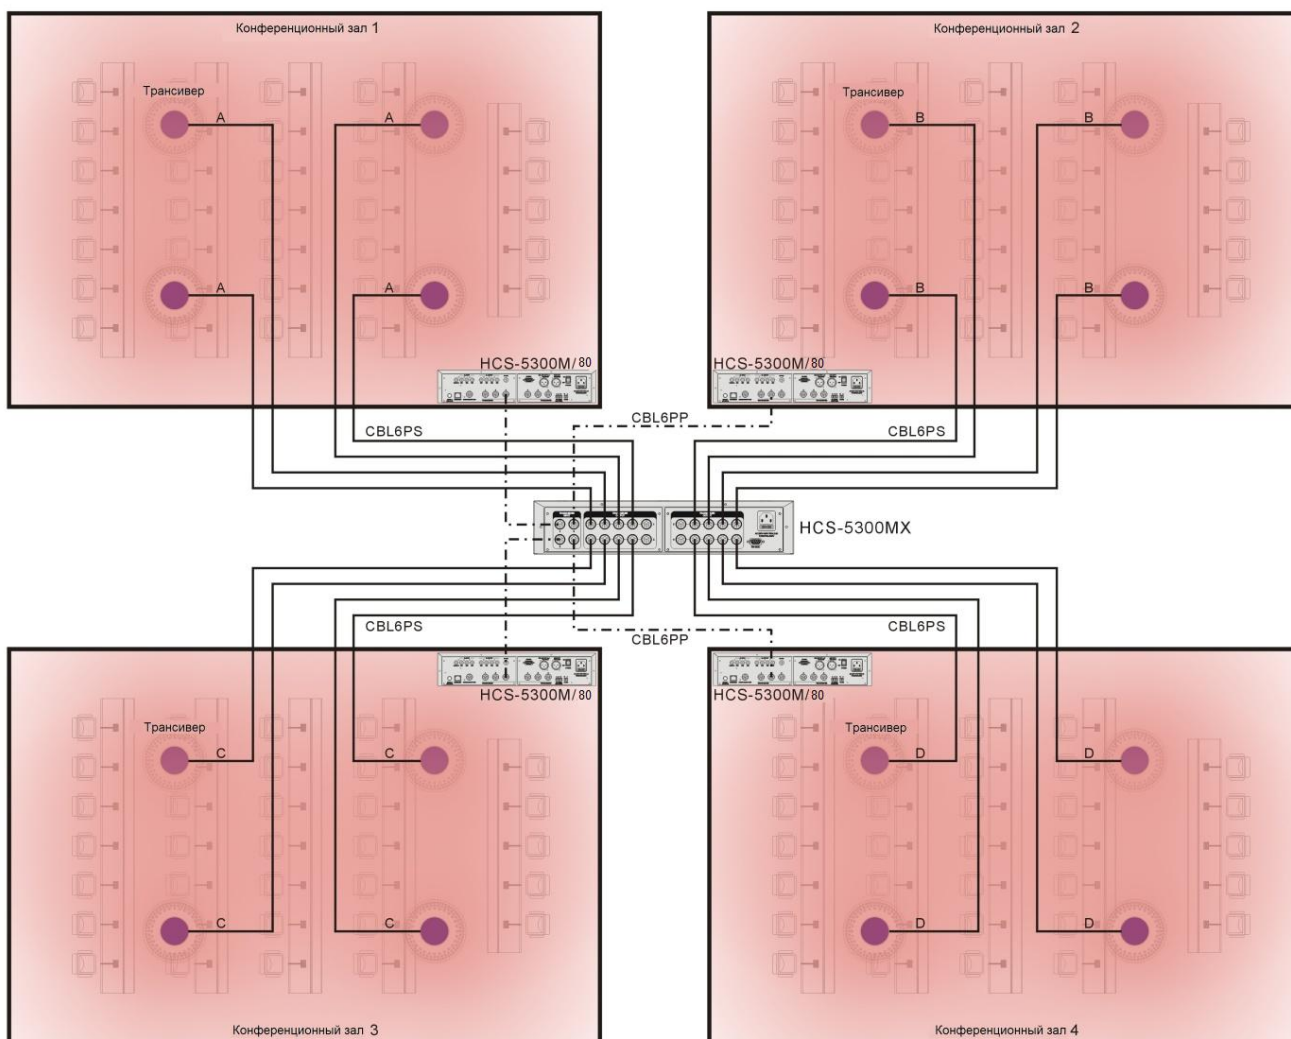 Конференционный зал 1
Конференционный зал 2
Трансивер
Трансивер
A
A
B
B
A
A
B
B
HCS-5300M/80
HCS-5300M/80
CBL6PP
CBL6PS
CBL6PS
HCS-5300MX
CBL6PS
CBL6PS
CBL6PP
HCS-5300M/80
HCS-5300M/80
Трансивер
Трансивер
C
C
D
D
C
C
D
D
Конференционный зал 3
Конференционный зал 4